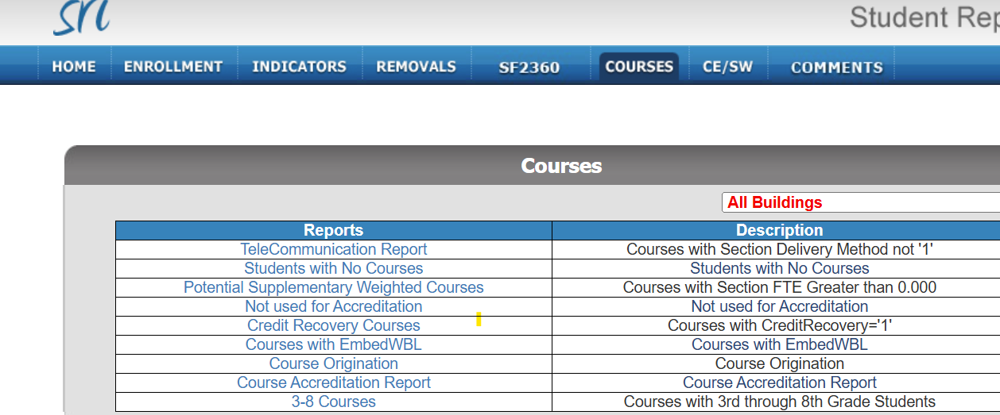 sri
Student Rep
HOME ENROLLMENT INDICATORS REMOVALS SF2360 COURSES CE/SW COMMENTS
Courses
All Buildings
Reports Description
TeleCommunication Report Courses with Section Delivery Method not '1'
Students with No Courses Students with No Courses
Potential Supplementary Weighted Courses Courses with Section FTE Greater than 0.000
Not used for Accreditation Not used for Accreditation
Credit Recovery Courses Courses with CreditRecovery='1'
Courses with EmbedWBL Courses with EmbedWBL
Course Origination Course Origination
Course Accreditation Report Course Accreditation Report
3-8 Courses Courses with 3rd through 8th Grade Students